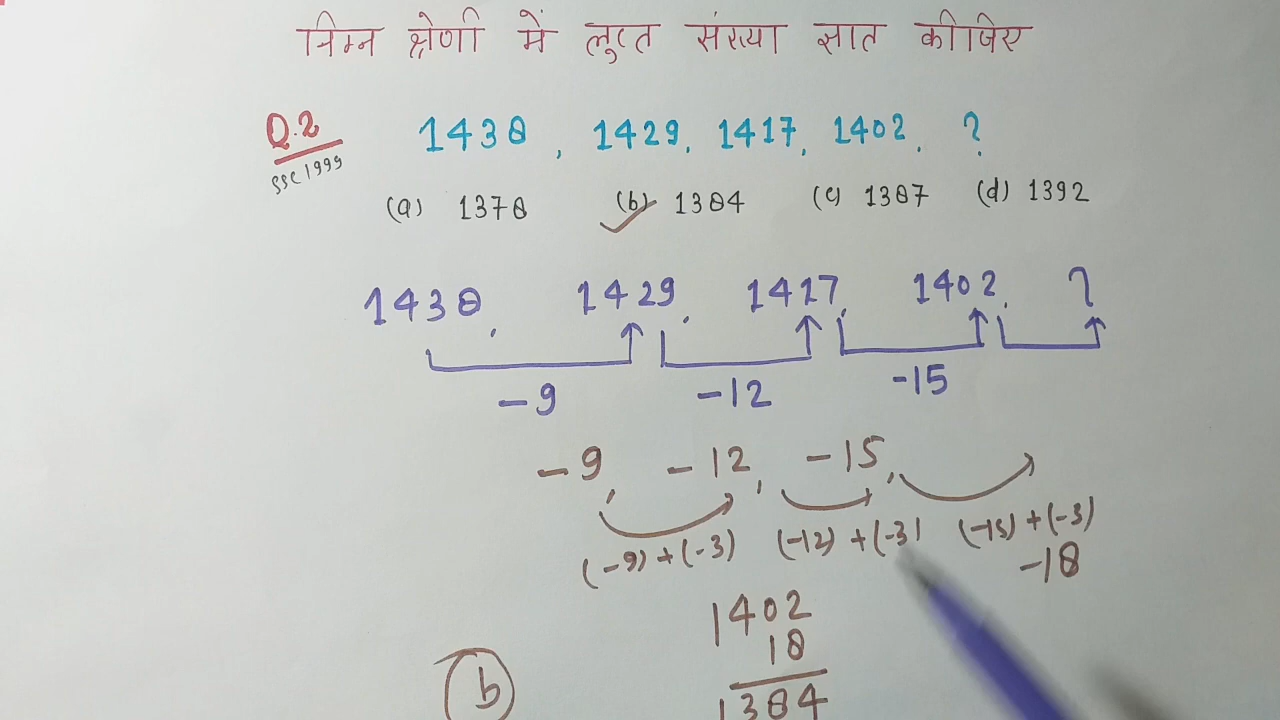 निम्न श्रेणी में लुप्त संख्या ज्ञात कीजिए
Q.2 1438, 1429, 1417, 1402, ?
SSC 1999
(a) 1378 (b) 1384 (c) 1387 (d) 1392
1438, 1429, 1417, 1402, ?
-9 -12 -15
-9, -12, -15,
(-9)+(-3) (-12)+(-3) (-15)+(-3)
-18
1402
18
1384
b